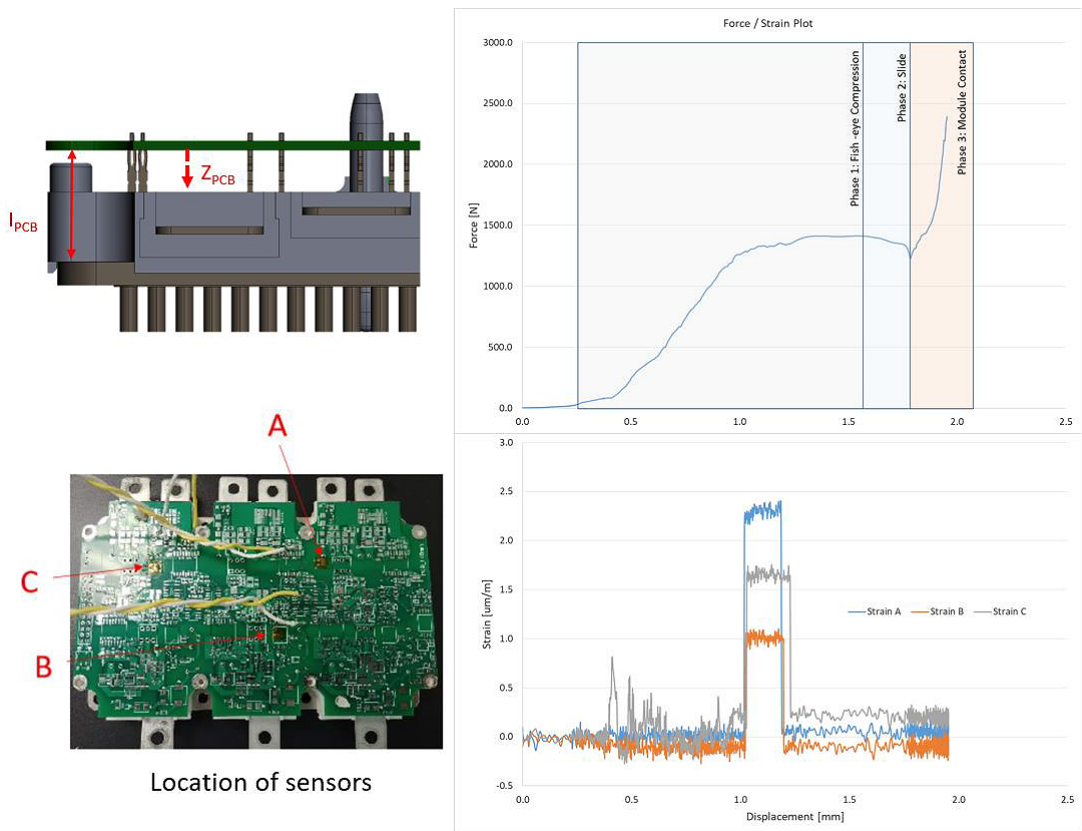 Z_PCB
I_PCB
A
C
B
Location of sensors
Force / Strain Plot
3000.0
2500.0
2000.0
1500.0
1000.0
500.0
0.0
Force [N]
Phase 1: Fish -eye Compression
Phase 2: Slide
Phase 3: Module Contact
0.0 0.5 1.0 1.5 2.0 2.5
3.0
2.5
2.0
1.5
1.0
0.5
0.0
-0.5
Strain [um/m]
Strain A Strain B Strain C
0.0 0.5 1.0 1.5 2.0 2.5
Displacement [mm]